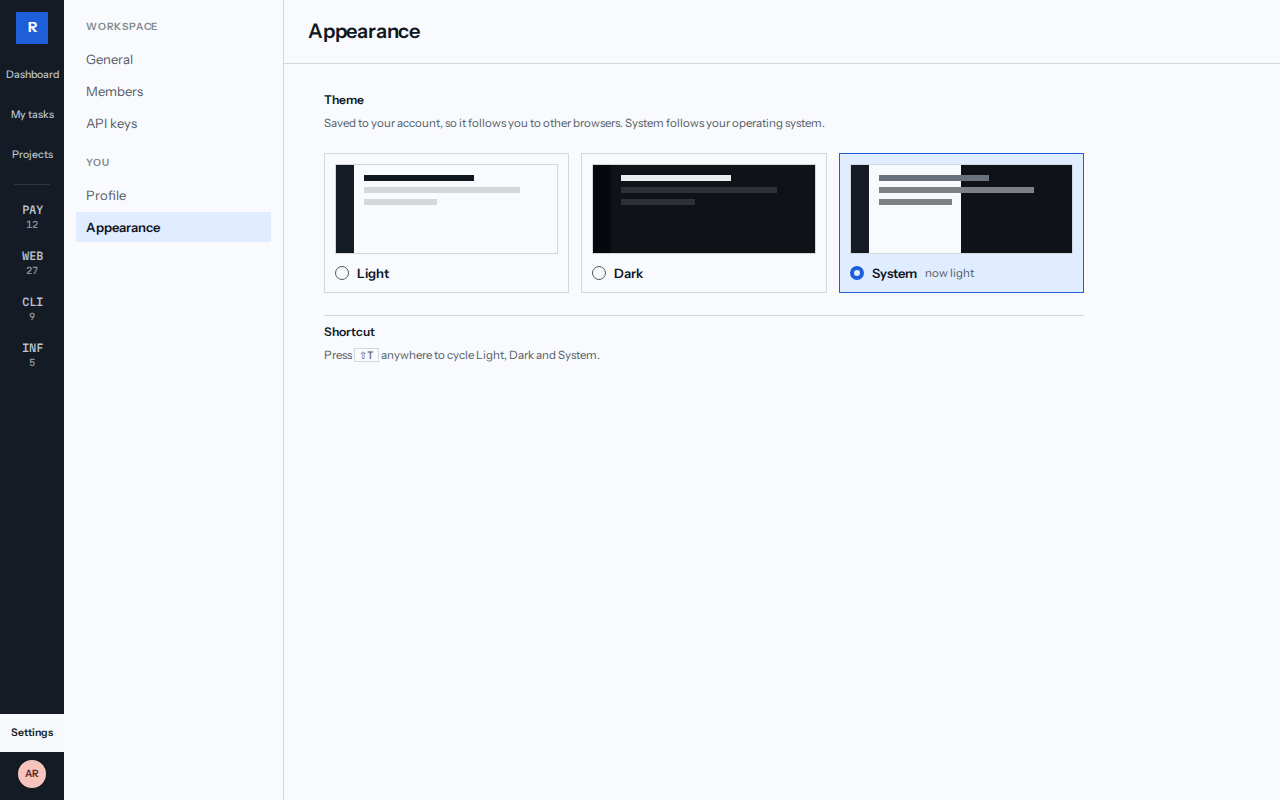 R
Dashboard
My tasks
Projects
PAY
12
WEB
27
CLI
9
INF
5
Settings
AR
WORKSPACE
General
Members
API keys
YOU
Profile
Appearance
Appearance
Theme
Saved to your account, so it follows you to other browsers. System follows your operating system.
Light
Dark
System now light
Shortcut
Press ⇧T anywhere to cycle Light, Dark and System.